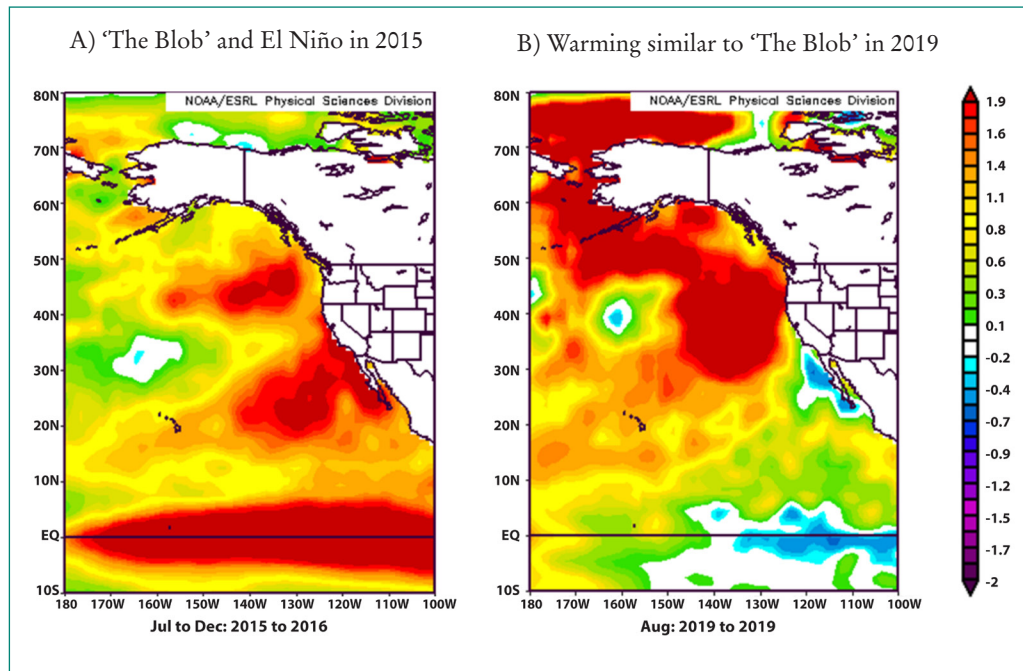 A) ‘The Blob’ and El Niño in 2015
B) Warming similar to ‘The Blob’ in 2019
NOAA/ESRL Physical Sciences Division
80N
70N
60N
50N
40N
30N
20N
10N
EQ
10S
180 170W 160W 150W 140W 130W 120W 110W 100W
Jul to Dec: 2015 to 2016
NOAA/ESRL Physical Sciences Division
80N
70N
60N
50N
40N
30N
20N
10N
EQ
10S
180 170W 160W 150W 140W 130W 120W 110W 100W
Aug: 2019 to 2019
1.9
1.6
1.4
1.1
0.8
0.6
0.3
0.1
-0.2
-0.4
-0.7
-0.9
-1.2
-1.5
-1.7
-2